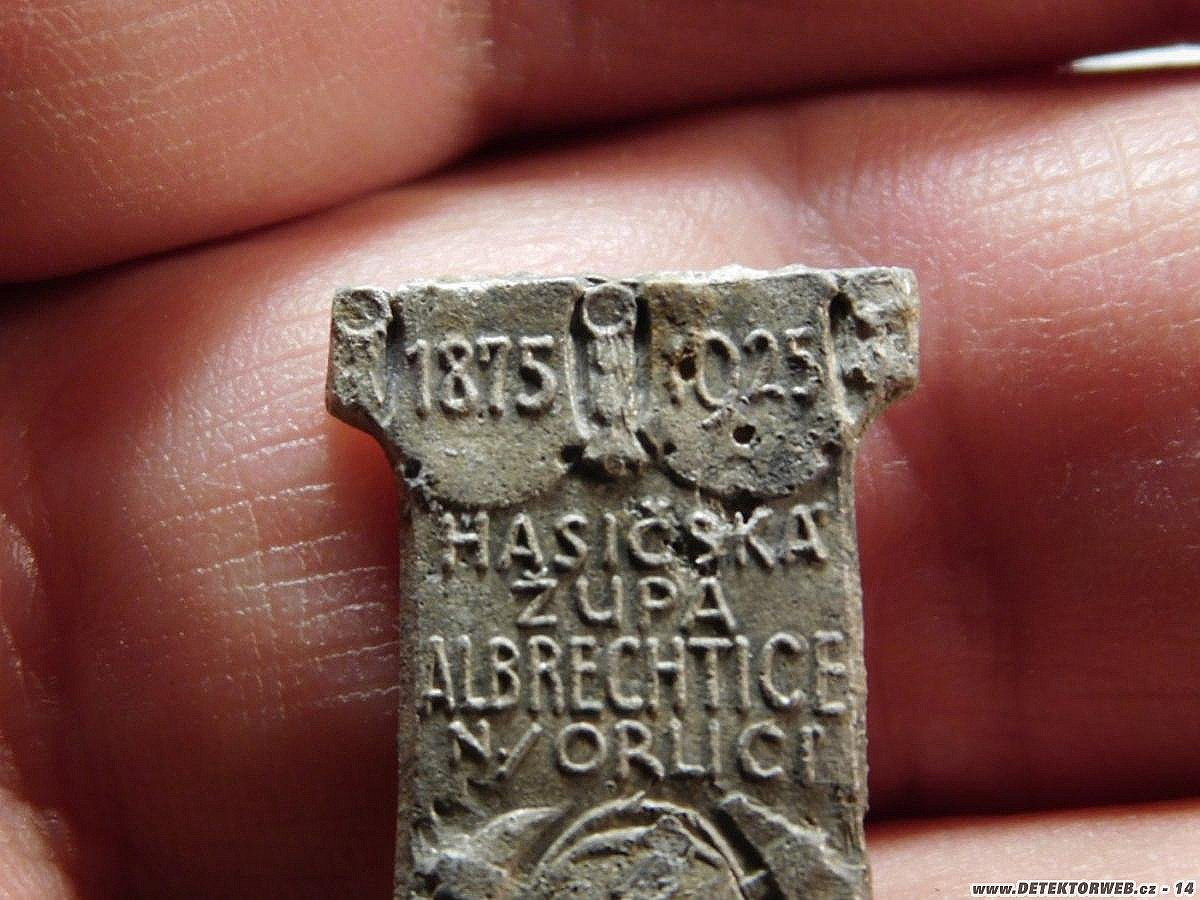 1875 1925
HASIČSKÁ
ŽUPA
ALBRECHTICE
N/ORLICÍ
www.DETEKTORWEB.cz - 14